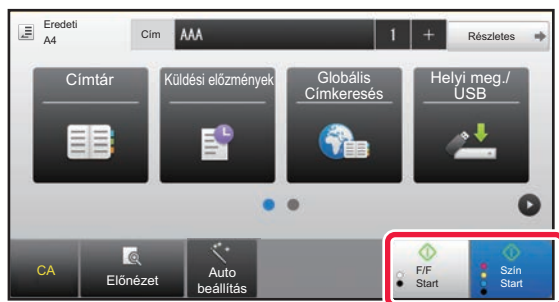 Eredeti
A4
Cím
AAA
1
+
Részletes
Címtár
Küldési előzmények
Globális
Címkeresés
Helyi meg./
USB
CA
Előnézet
Auto
beállítás
F/F
Start
Szín
Start